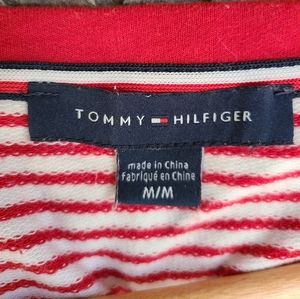 TOMMY HILFIGER
made in China
Fabriqué en Chine
M/M